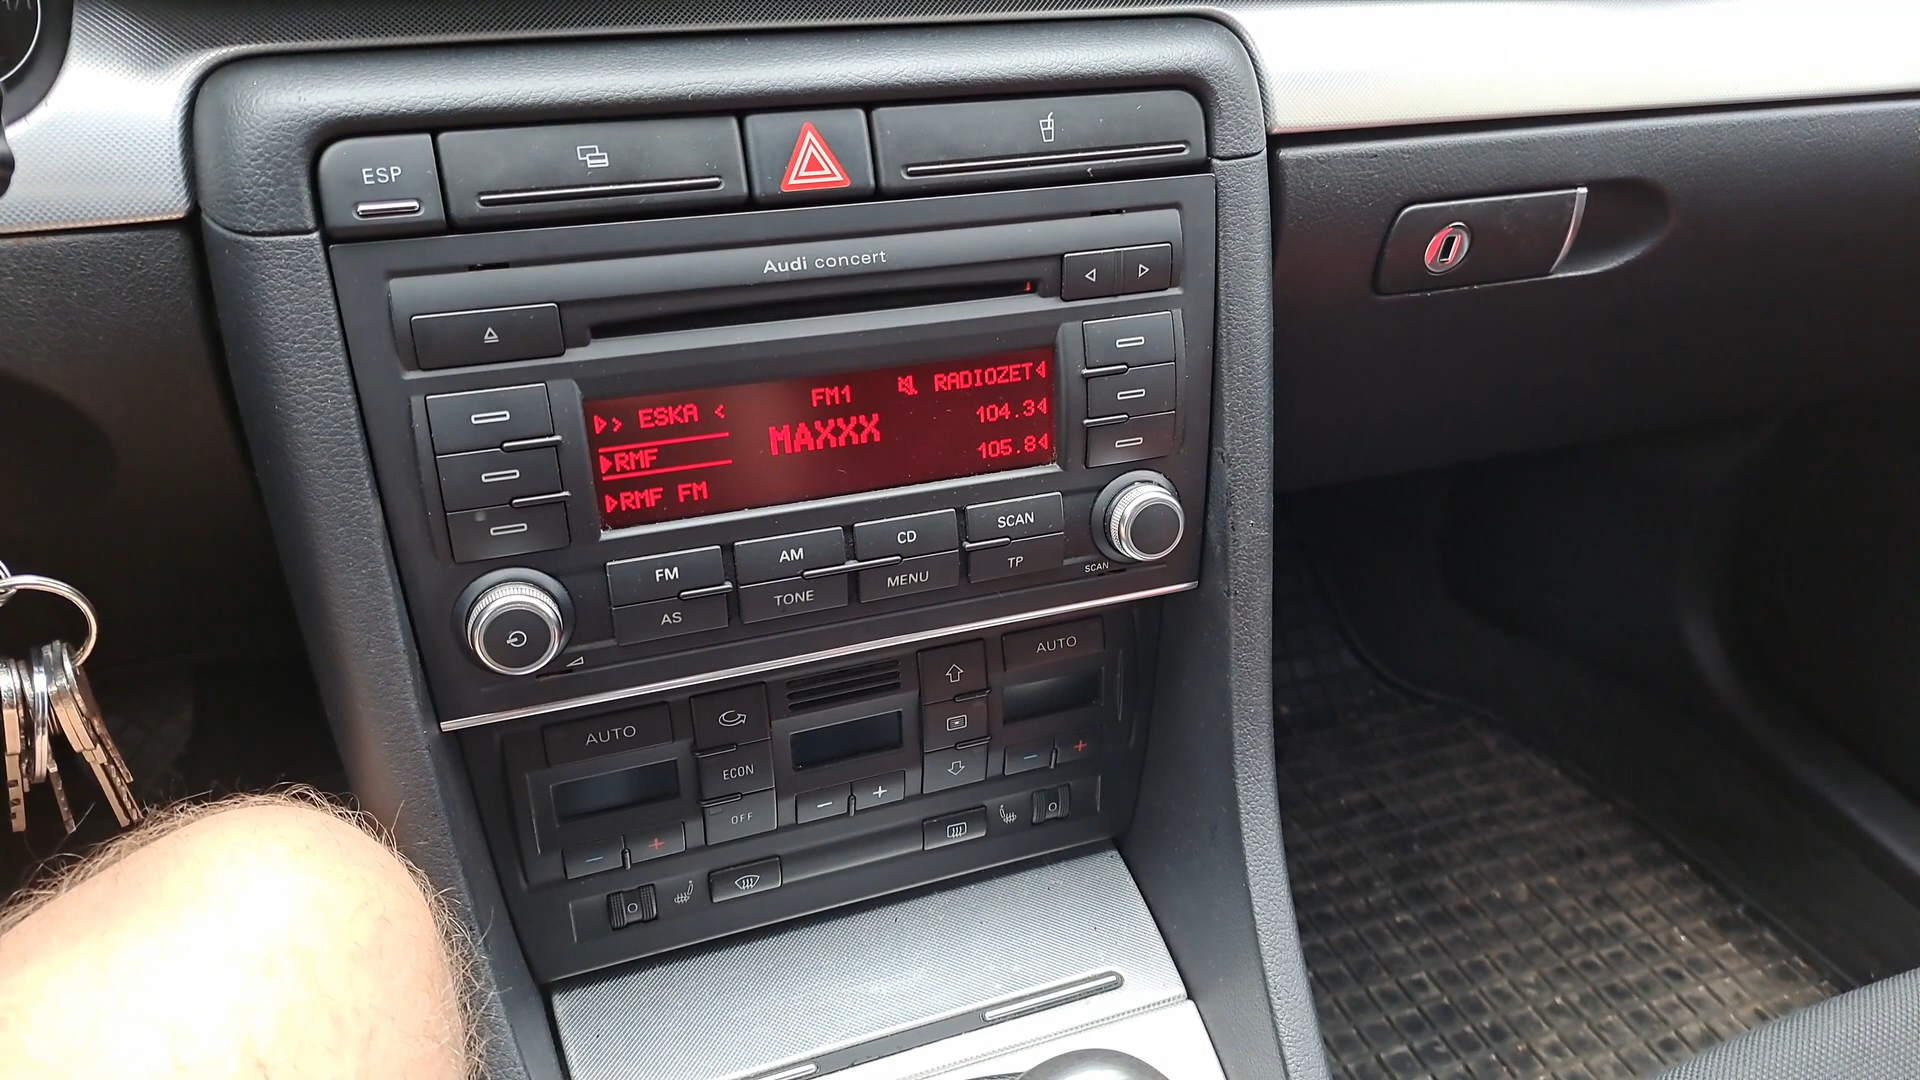 ESP
Audi concert
ESKA
FM1
RADIOZET
MAXXX
104.3
RMF
105.8
RMF FM
FM
AM
CD
SCAN
AS
TONE
MENU
TP
SCAN
AUTO
AUTO
ECON
OFF